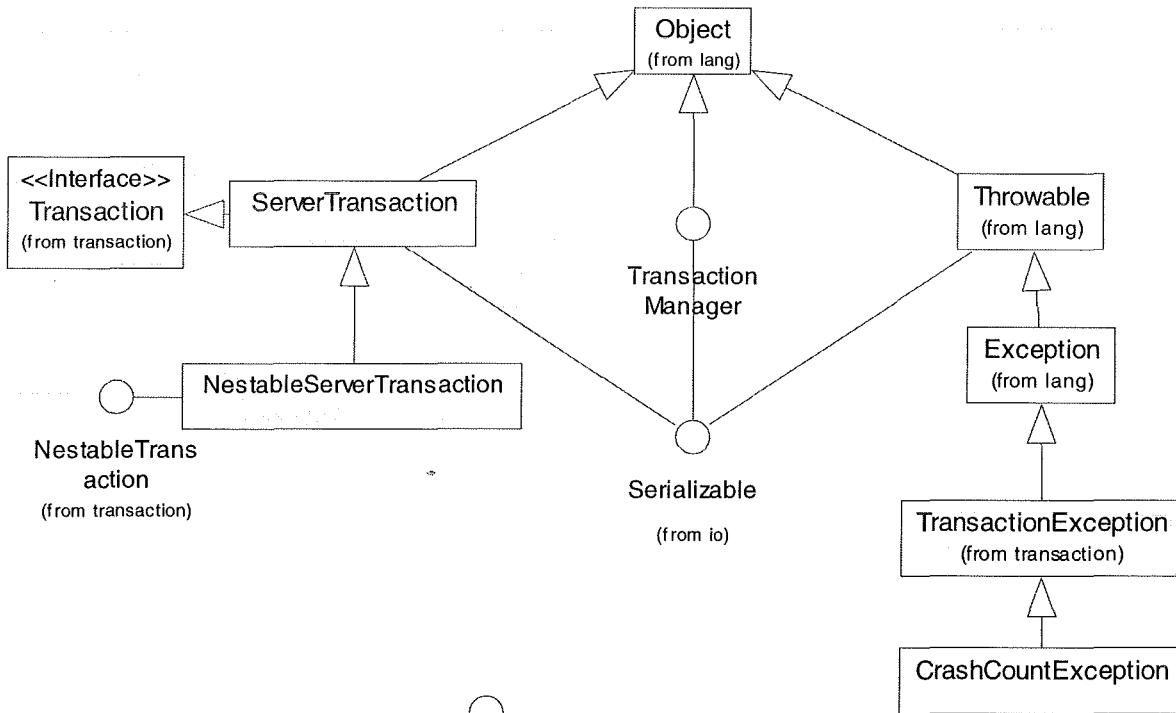 Object
(from lang)
<<Interface>>
Transaction
(from transaction)
ServerTransaction
Throwable
(from lang)
Transaction
Manager
Exception
(from lang)
NestableServerTransaction
NestableTrans
action
(from transaction)
Serializable
(from io)
TransactionException
(from transaction)
CrashCountException